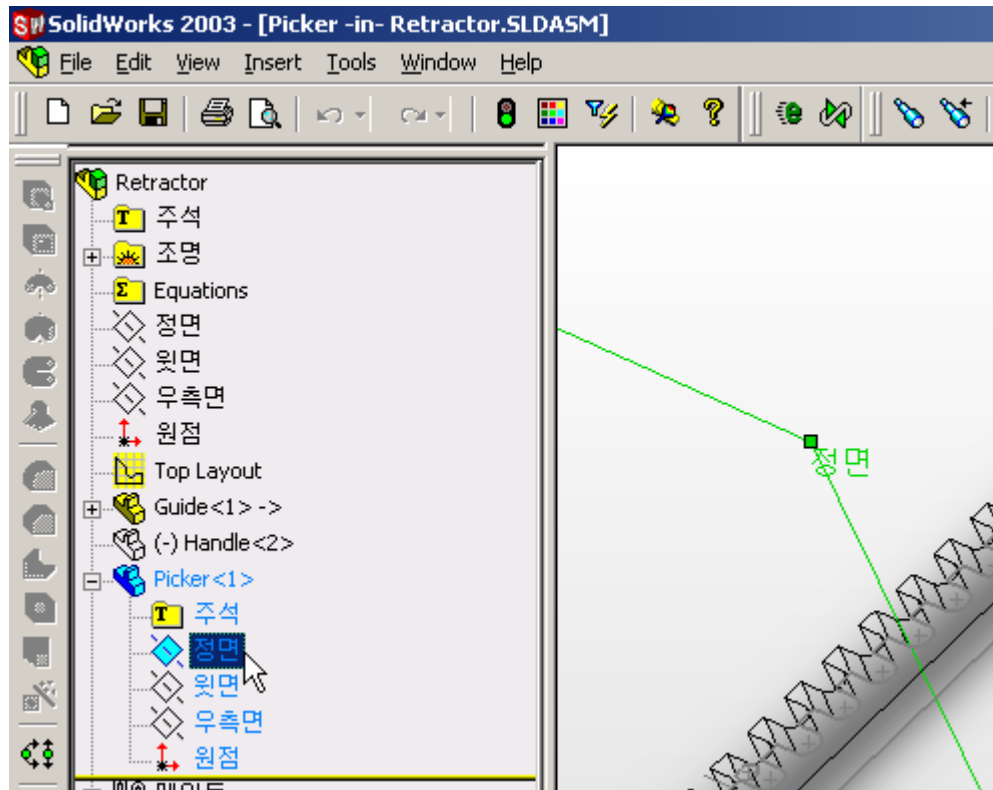 SolidWorks 2003 - [Picker -in- Retractor.SLDASM]
File Edit View Insert Tools Window Help
Retractor
주석
조명
Equations
정면
윗면
우측면
원점
Top Layout
Guide<1> ->
(-) Handle<2>
Picker<1>
주석
정면
윗면
우측면
원점
정면